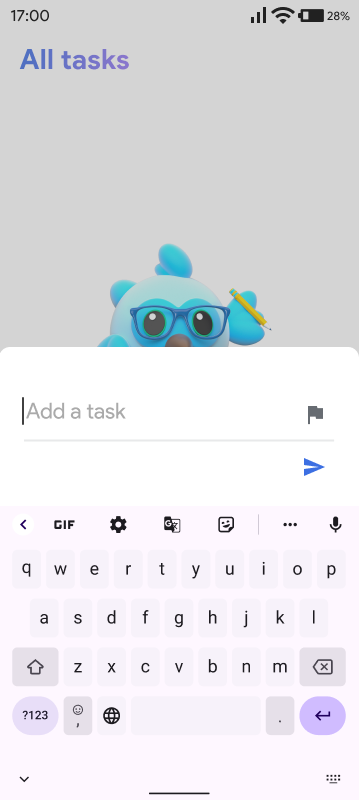 17:00
28%
All tasks
Add a task
GIF
q w e r t y u i o p
a s d f g h j k l
z x c v b n m
?123 , .